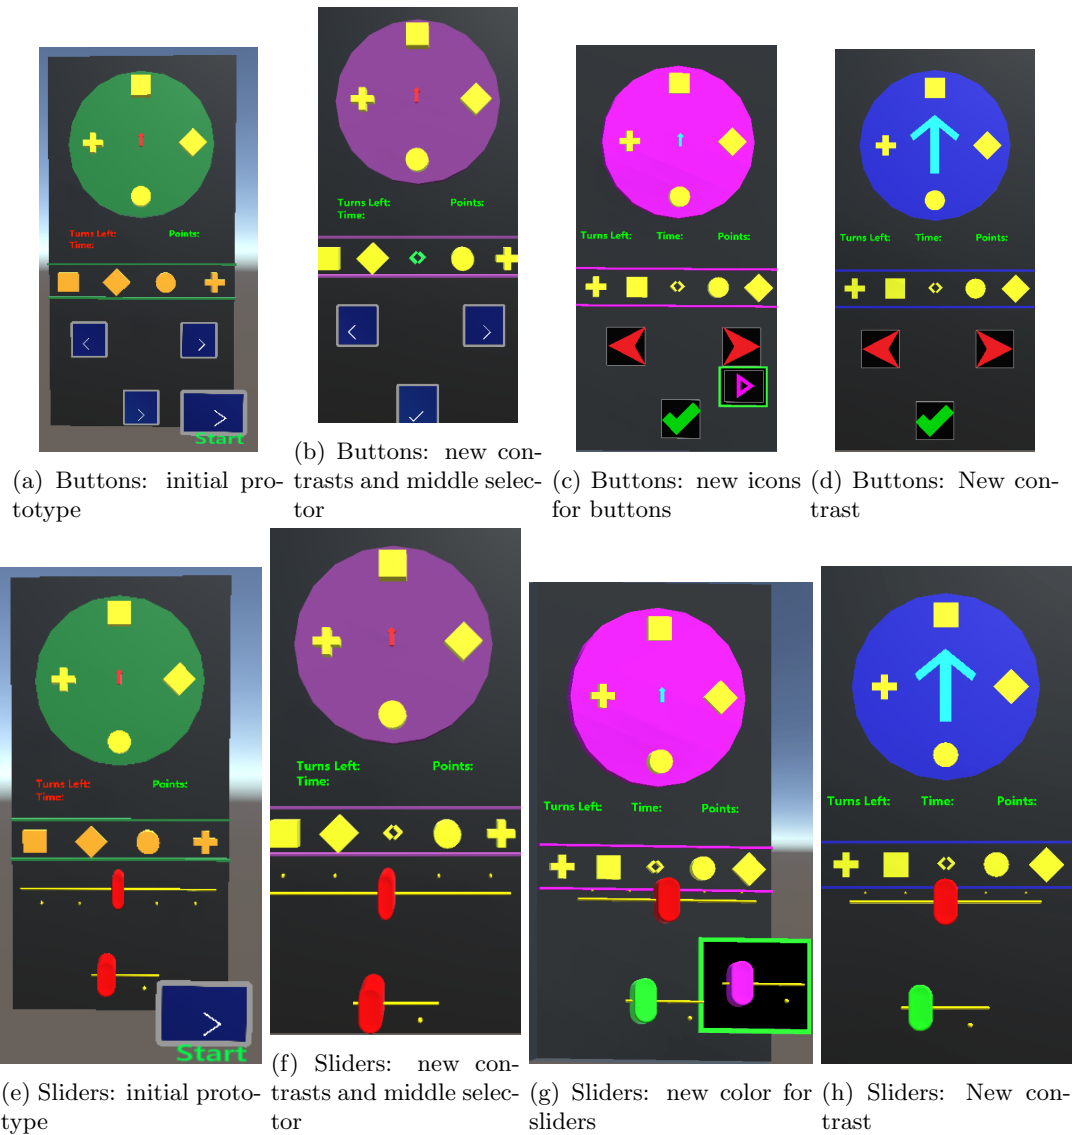 Turns Left:
Time:
Points:
Start
Turns Left:
Time:
Points:
Turns Left:
Time:
Points:
Turns Left:
Time:
Points:
(a) Buttons: initial pro-
totype
(b) Buttons: new con-
trasts and middle selec-
tor
(c) Buttons: new icons
for buttons
(d) Buttons: New con-
trast
Turns Left:
Time:
Points:
Start
Turns Left:
Time:
Points:
Turns Left:
Time:
Points:
Turns Left:
Time:
Points:
(e) Sliders: initial proto-
type
(f) Sliders: new con-
trasts and middle selec-
tor
(g) Sliders: new color for
sliders
(h) Sliders: New con-
trast